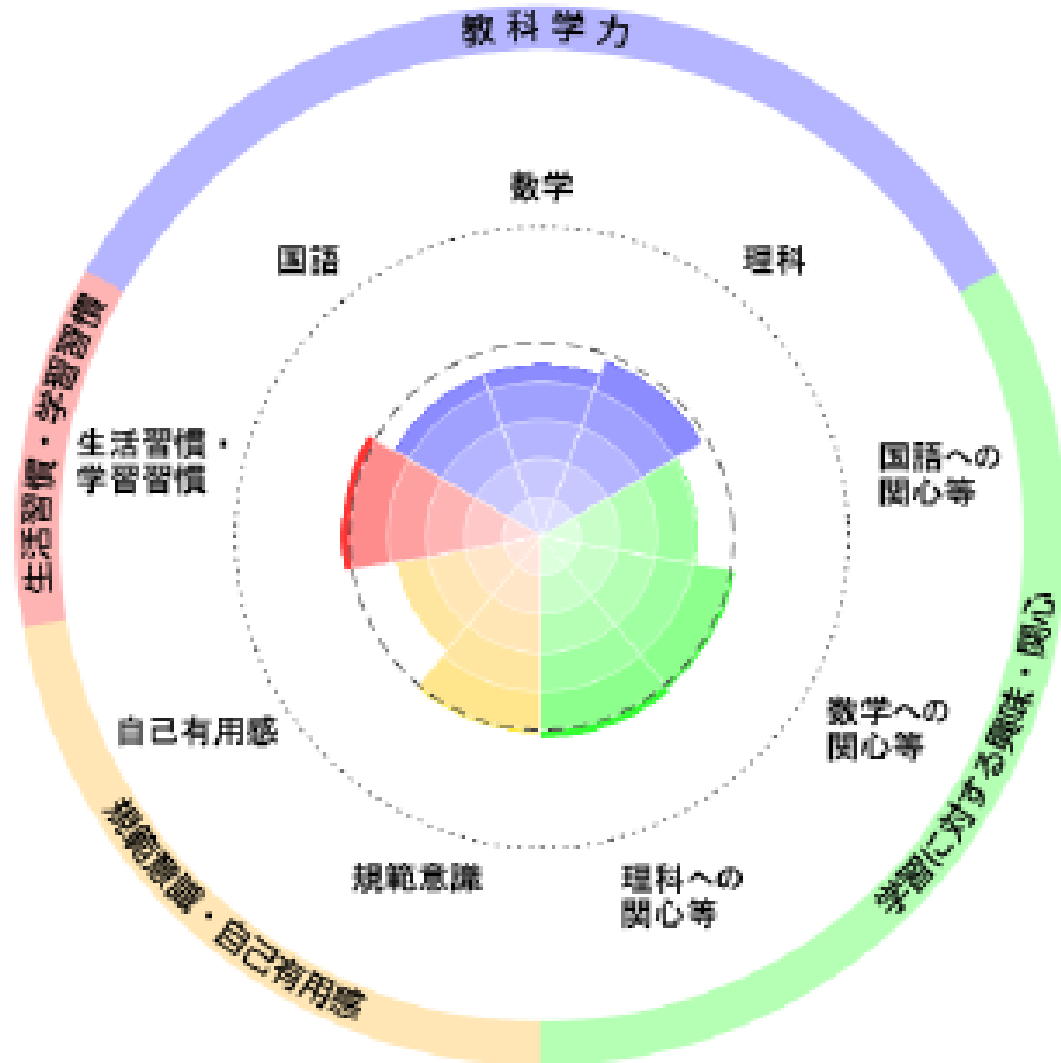 教科学力
数学
国語
理科
生活習慣・学習習慣
生活習慣・
学習習慣
国語への
関心等
数学への
関心等
学習に対する興味・関心
自己有用感
規範意識
理科への
関心等
規範意識・自己有用感